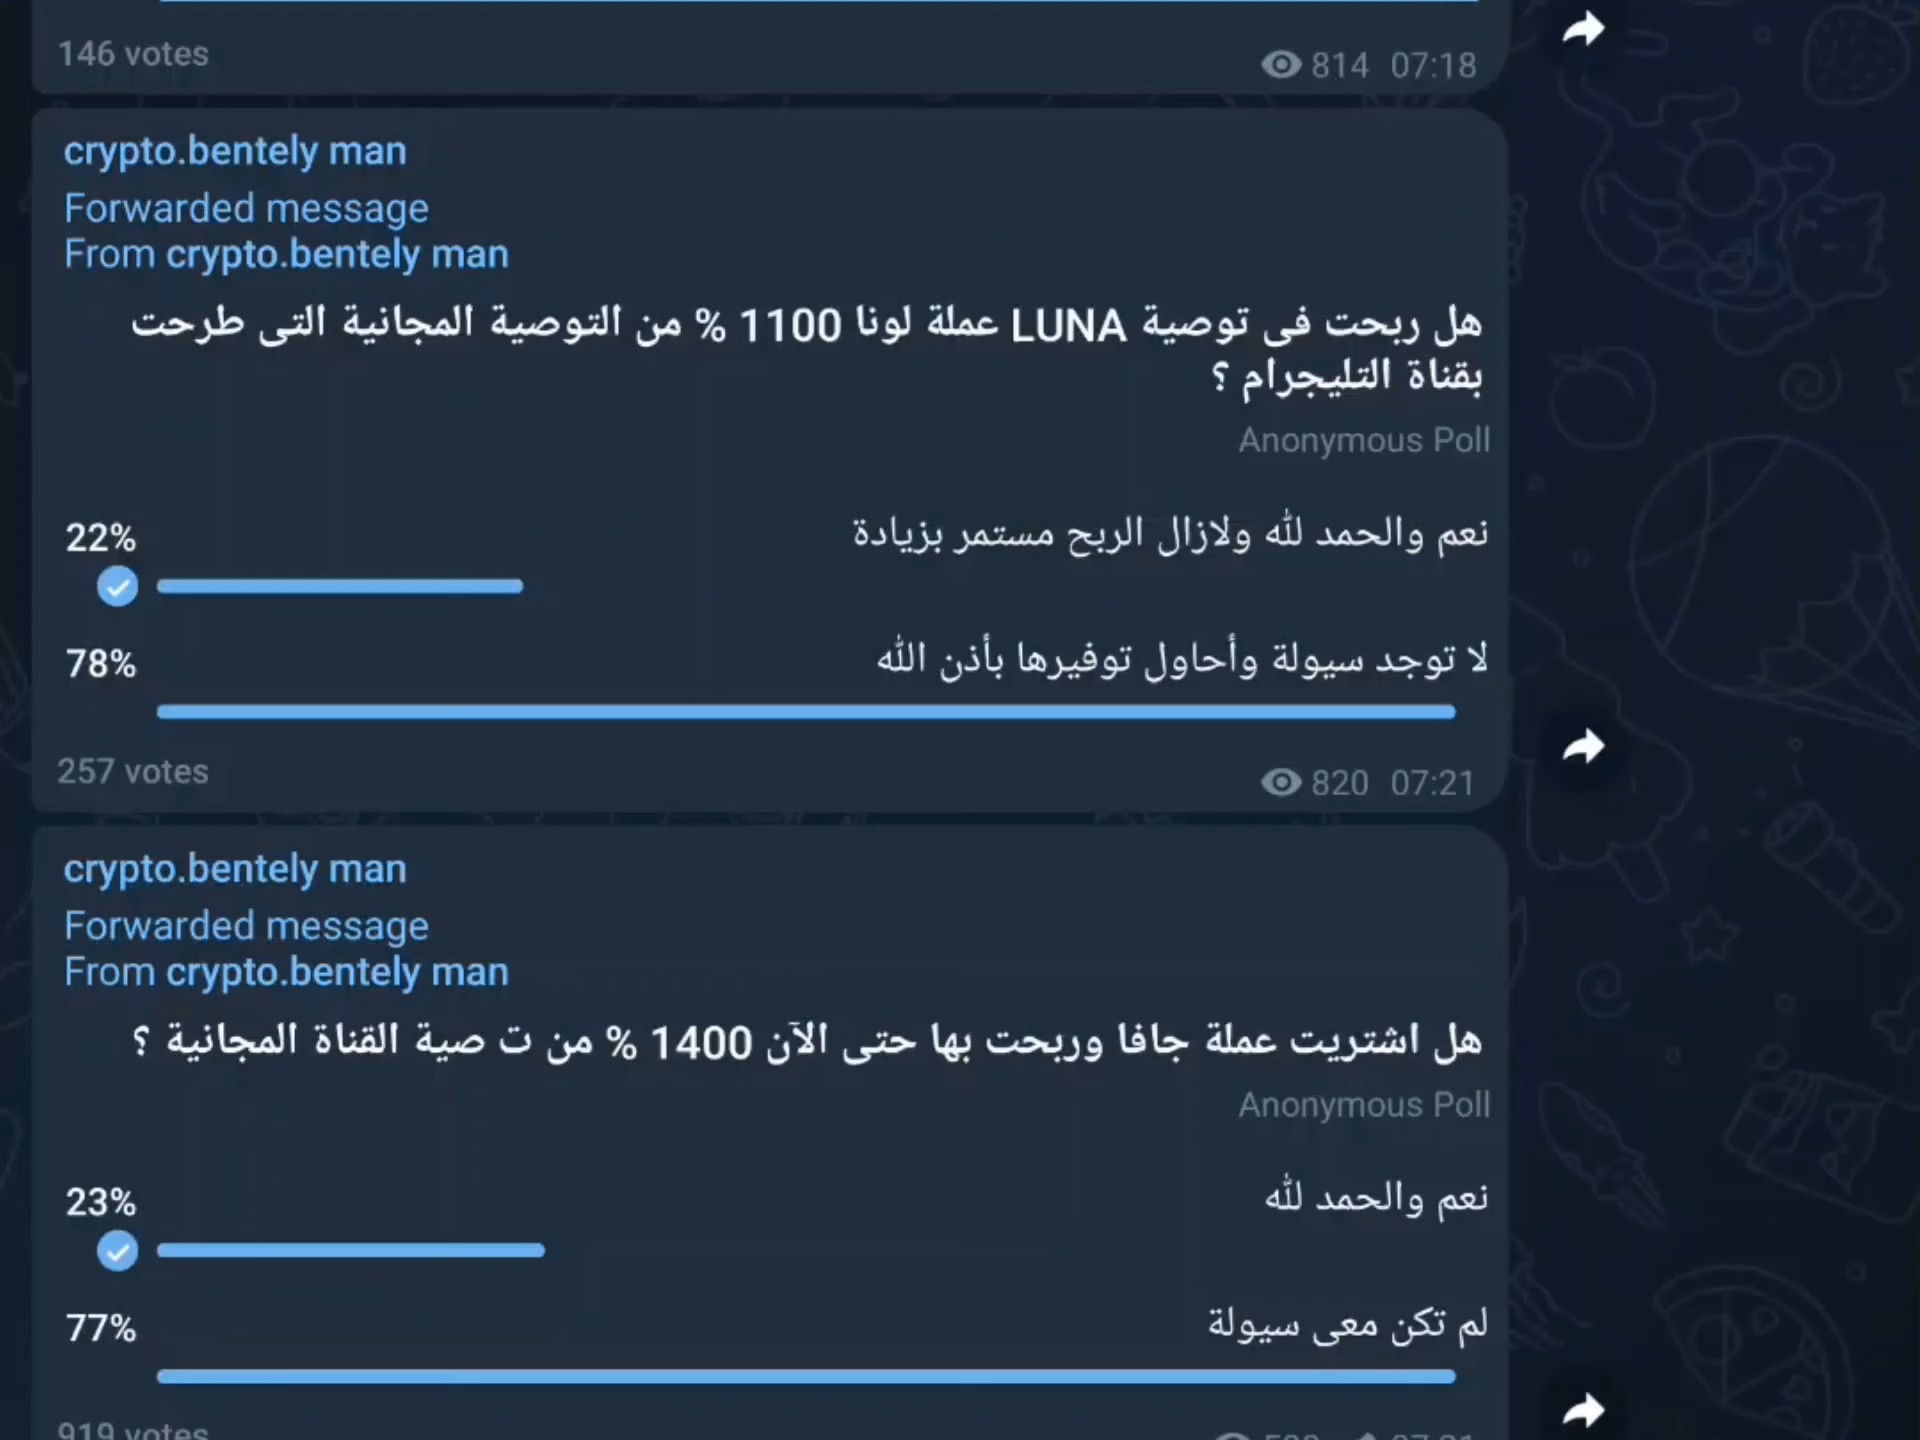 146 votes
814 07:18
crypto.bentely man
Forwarded message
From crypto.bentely man
هل ربحت فى توصية LUNA عملة لونا 1100 % من التوصية المجانية التى طرحت
بقناة التليجرام ؟
Anonymous Poll
22% نعم والحمد لله ولازال الربح مستمر بزيادة
78% لا توجد سيولة وأحاول توفيرها بأذن الله
257 votes
820 07:21
crypto.bentely man
Forwarded message
From crypto.bentely man
هل اشتريت عملة جافا وربحت بها حتى الآن 1400 % من ت صية القناة المجانية ؟
Anonymous Poll
23% نعم والحمد لله
77% لم تكن معى سيولة
919 votes